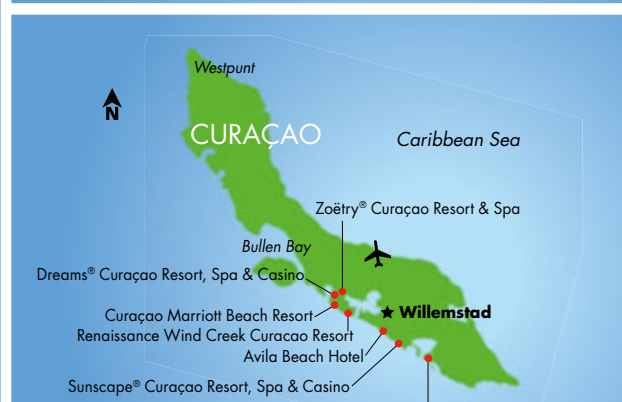 Westpunt
N
CURAÇAO
Caribbean Sea
Zoëtry® Curaçao Resort & Spa
Bullen Bay
Dreams® Curaçao Resort, Spa & Casino
Curaçao Marriott Beach Resort
Willemstad
Renaissance Wind Creek Curacao Resort
Avila Beach Hotel
Sunscape® Curaçao Resort, Spa & Casino